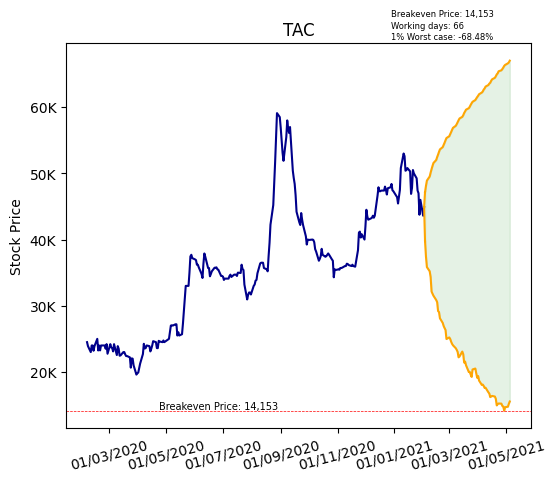 Breakeven Price: 14,153
Working days: 66
1% Worst case: -68.48%
TAC
60K
50K
40K
30K
20K
Stock Price
Breakeven Price: 14,153
01/03/2020
01/05/2020
01/07/2020
01/09/2020
01/11/2020
01/01/2021
01/03/2021
01/05/2021